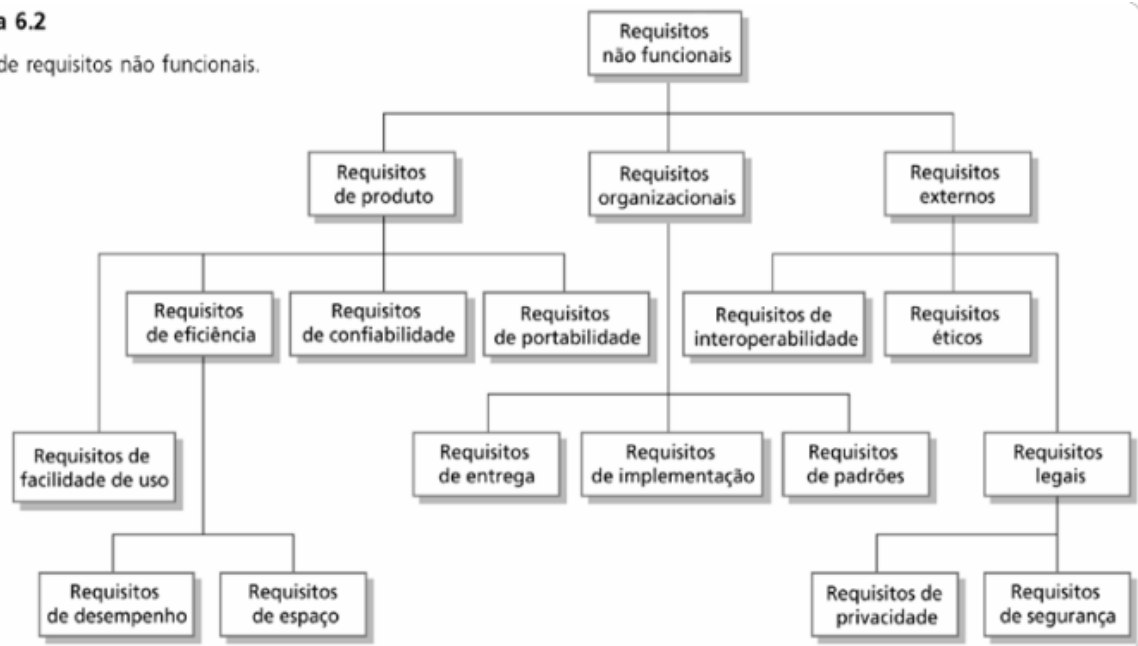 a 6.2
de requisitos não funcionais.
Requisitos
não funcionais
Requisitos
de produto
Requisitos
organizacionais
Requisitos
externos
Requisitos
de eficiência
Requisitos
de confiabilidade
Requisitos
de portabilidade
Requisitos de
interoperabilidade
Requisitos
éticos
Requisitos de
facilidade de uso
Requisitos
de entrega
Requisitos
de implementação
Requisitos
de padrões
Requisitos
legais
Requisitos
de desempenho
Requisitos
de espaço
Requisitos de
privacidade
Requisitos
de segurança